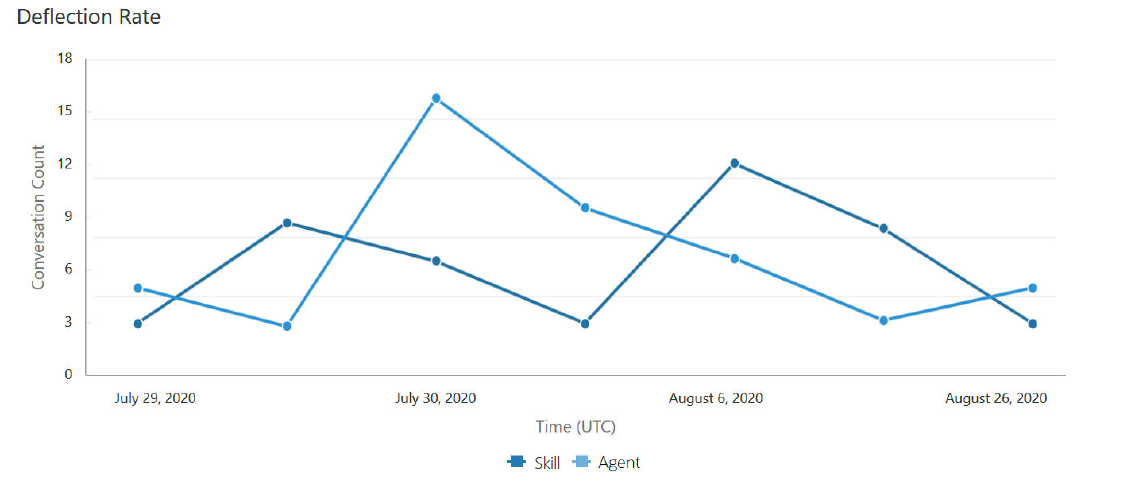 Deflection Rate
18
15
12
9
6
3
0
Conversation Count
July 29, 2020 July 30, 2020 August 6, 2020 August 26, 2020
Time (UTC)
Skill Agent